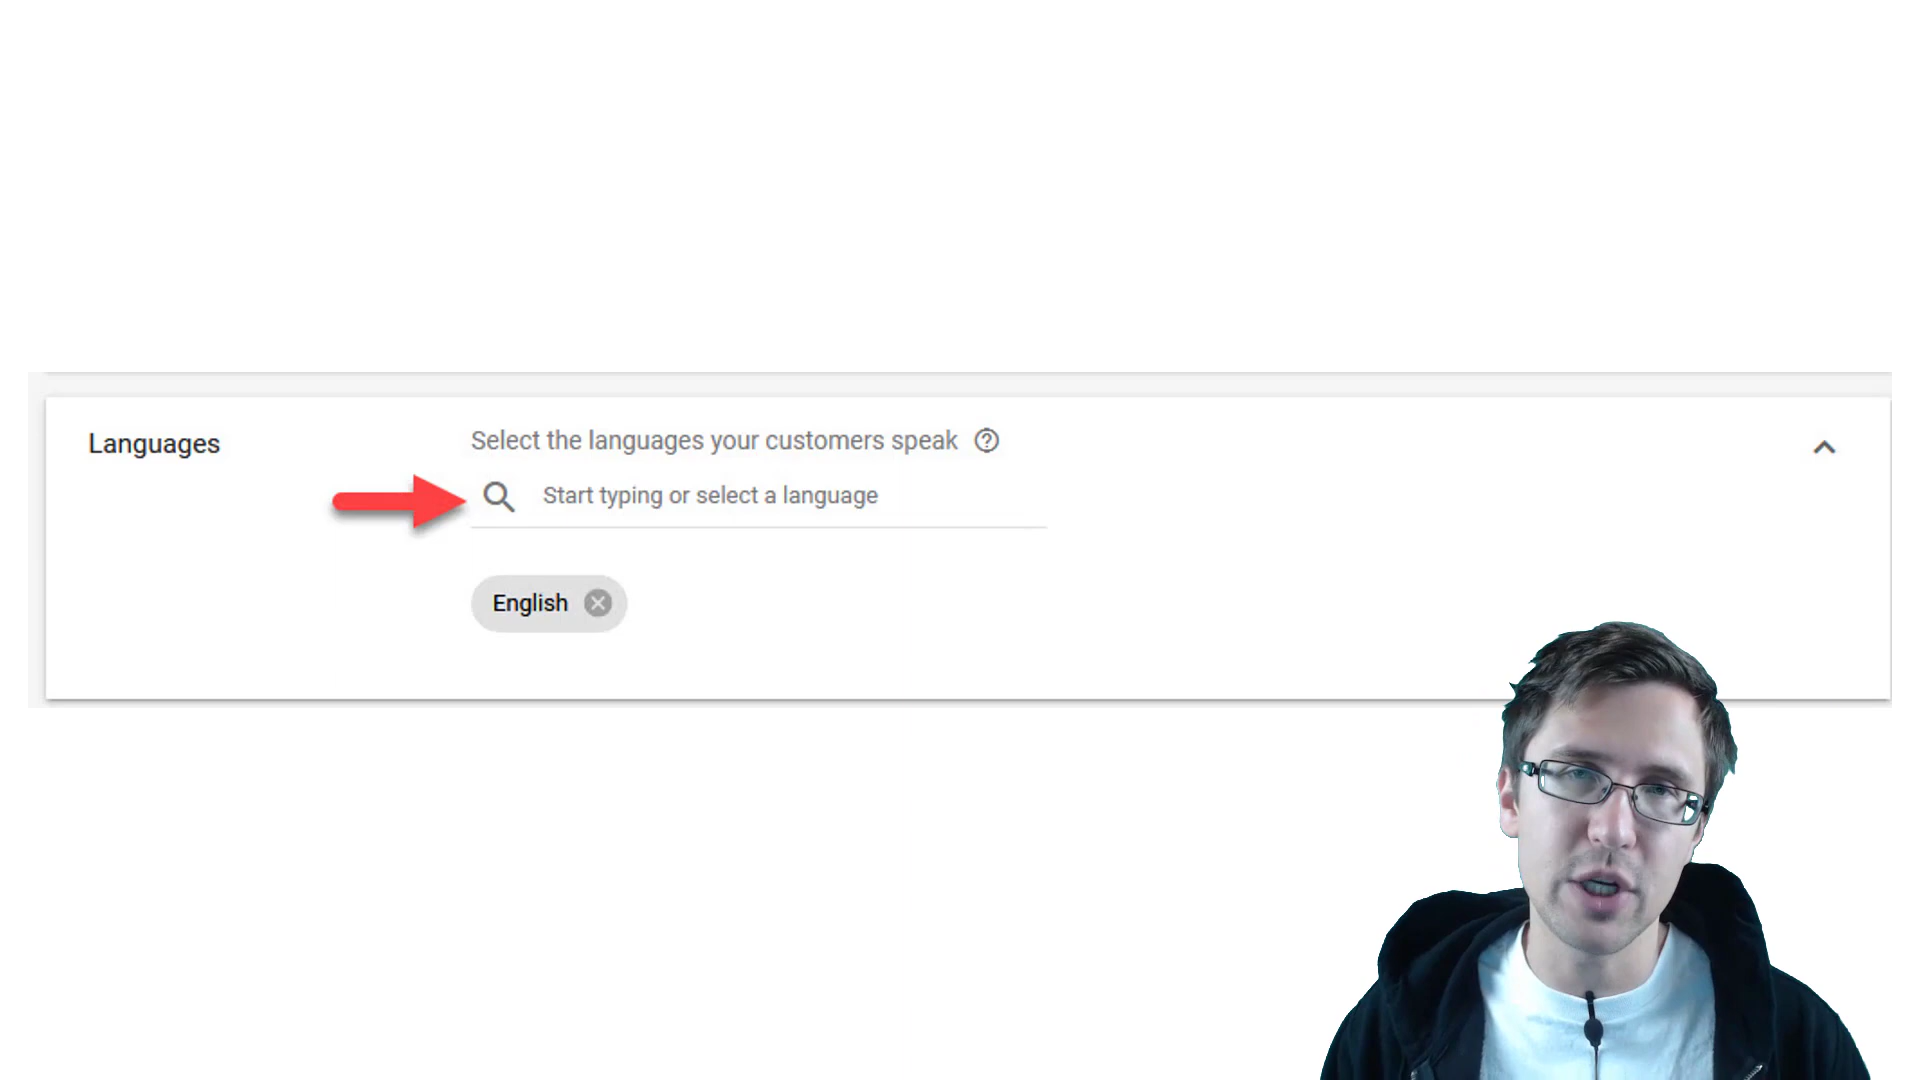 Languages
Select the languages your customers speak
Start typing or select a language
English